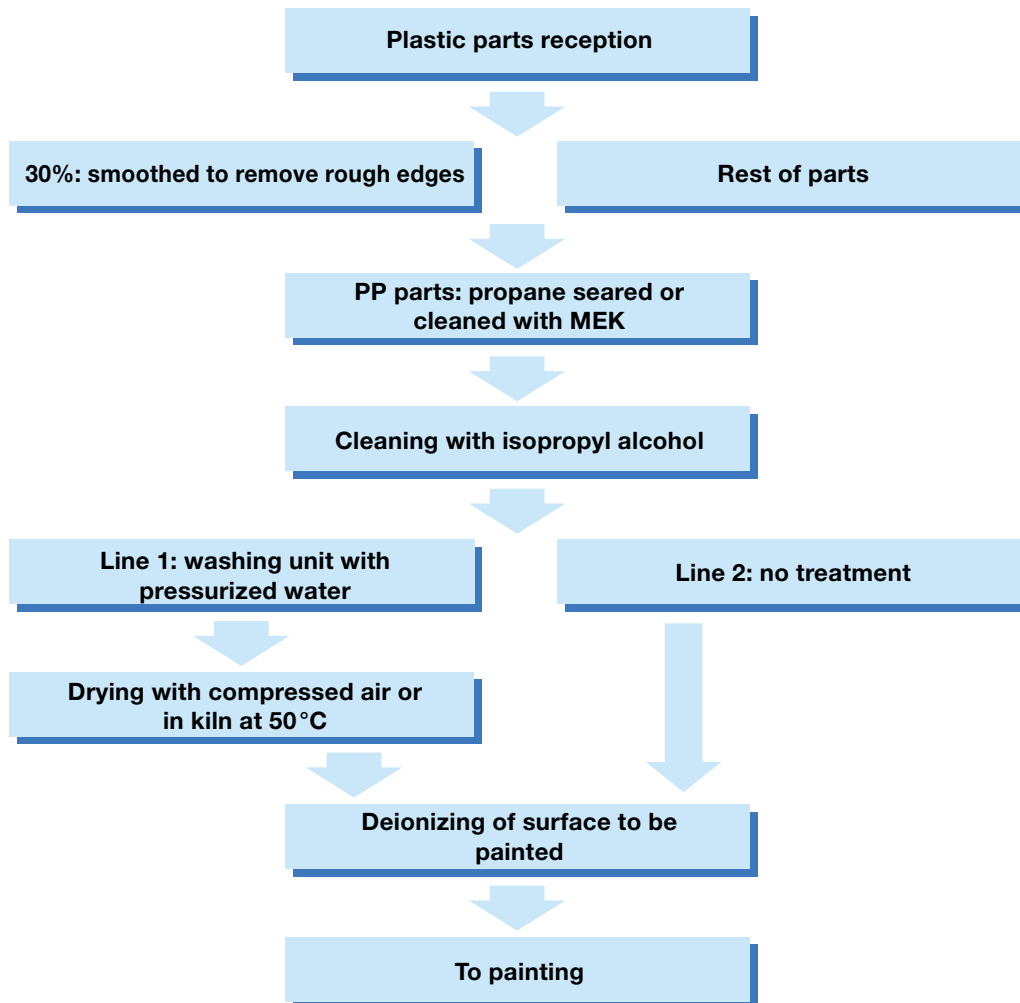 Plastic parts reception
30%: smoothed to remove rough edges
Rest of parts
PP parts: propane seared or
cleaned with MEK
Cleaning with isopropyl alcohol
Line 1: washing unit with
pressurized water
Line 2: no treatment
Drying with compressed air or
in kiln at 50°C
Deionizing of surface to be
painted
To painting